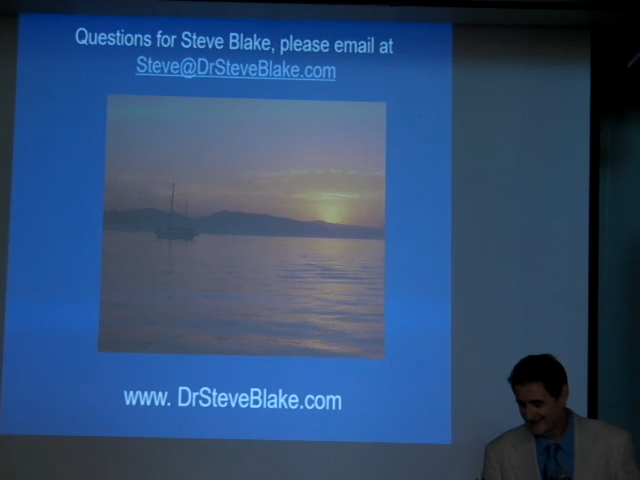 Questions for Steve Blake, please email at
Steve@DrSteveBlake.com
www. DrSteveBlake.com